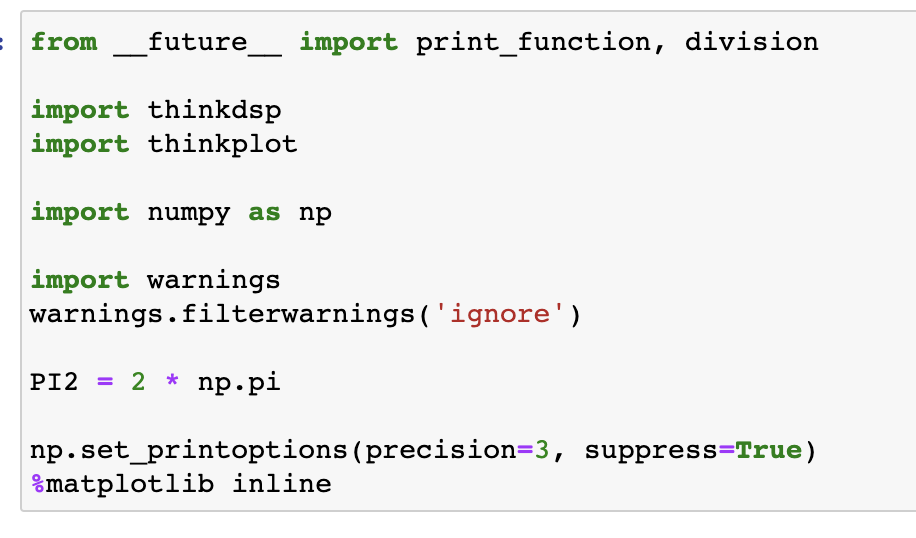 from __future__ import print_function, division
import thinkdsp
import thinkplot
import numpy as np
import warnings
warnings.filterwarnings('ignore')
PI2 = 2 * np.pi
np.set_printoptions(precision=3, suppress=True)
%matplotlib inline